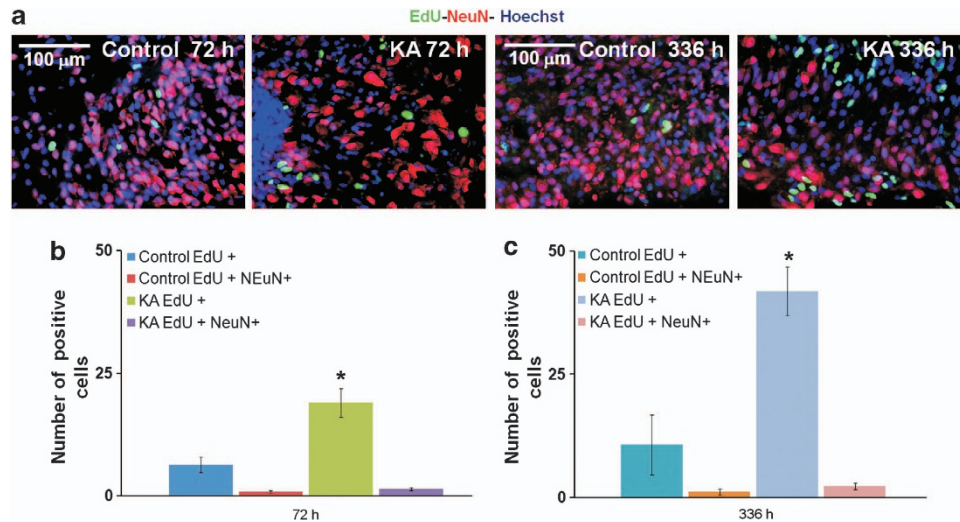 a
EdU-NeuN- Hoechst
100 µm
Control 72 h
KA 72 h
100 µm
Control 336 h
KA 336 h
b
50
25
0
Number of positive
cells
Control EdU +
Control EdU + NEuN+
KA EdU +
KA EdU + NeuN+
*
72 h
c
50
25
0
Number of positive
cells
Control EdU +
Control EdU + NEuN+
KA EdU +
KA EdU + NeuN+
*
336 h